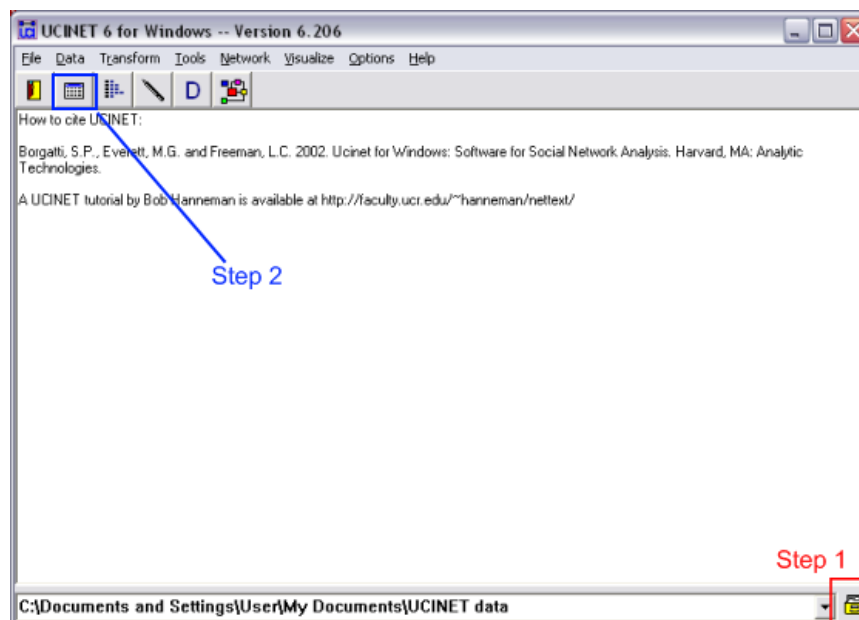 UCINET 6 for Windows -- Version 6.206
File Data Transform Tools Network Visualize Options Help
D
How to cite UCINET:
Borgatti, S.P., Everett, M.G. and Freeman, L.C. 2002. Ucinet for Windows: Software for Social Network Analysis. Harvard, MA: Analytic
Technologies.
A UCINET tutorial by Bob Hanneman is available at http://faculty.ucr.edu/~hanneman/nettext/
Step 2
Step 1
C:\Documents and Settings\User\My Documents\UCINET data